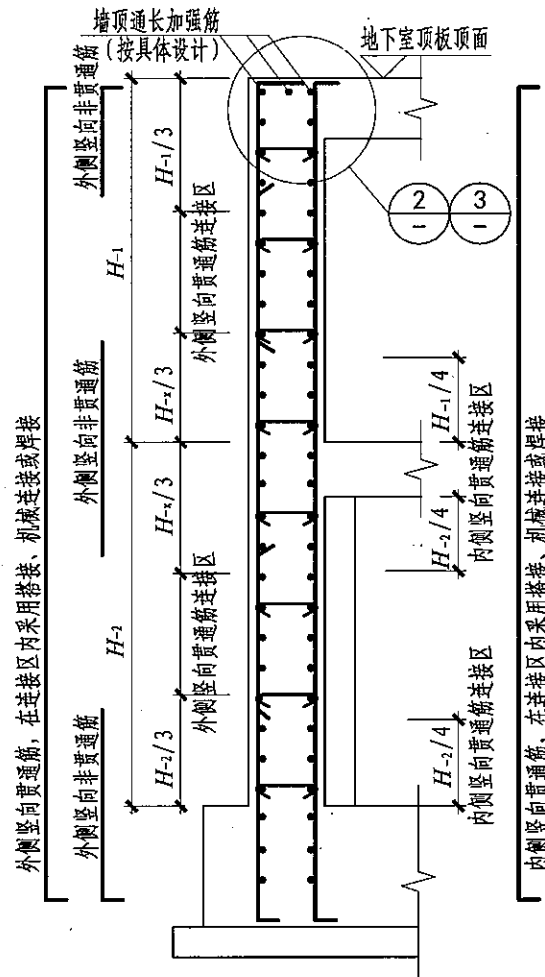 墙顶通长加强筋
(按具体设计)
地下室顶板顶面
外侧竖向贯通筋，在连接区内采用搭接、机械连接或焊接
外侧竖向非贯通筋
外侧竖向非贯通筋
外侧竖向非贯通筋
H-1
H-2
H-1/3
H-x/3
H-x/3
H-2/3
外侧竖向贯通筋连接区
外侧竖向贯通筋连接区
2
-
3
-
H-1/4
H-2/4
H-2/4
内侧竖向贯通筋连接区
内侧竖向贯通筋连接区
内侧竖向贯通筋，在连接区内采用搭接、机械连接或焊接